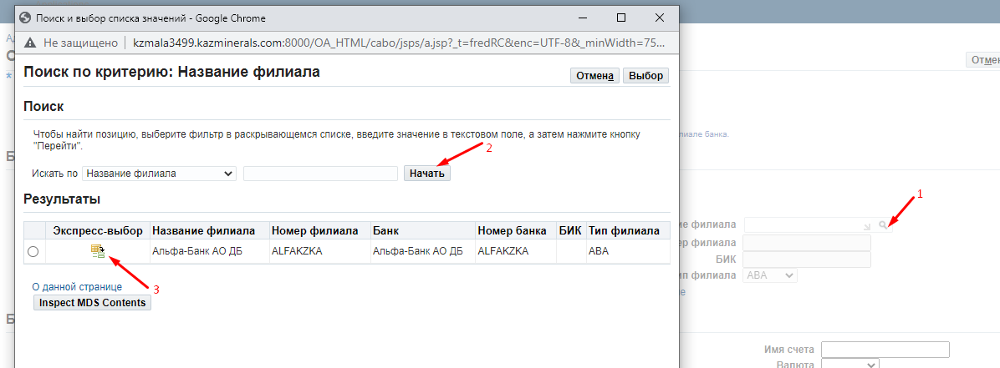 Поиск и выбор списка значений - Google Chrome
Не защищено kzmala3499.kazminerals.com:8000/OA_HTML/cabo/jsps/a.jsp?_t=fredRC&enc=UTF-8&_minWidth=75...
Поиск по критерию: Название филиала
Отмена Выбор
Поиск
Чтобы найти позицию, выберите фильтр в раскрывающемся списке, введите значение в текстовом поле, а затем нажмите кнопку
"Перейти".
2
Искать по Название филиала Начать
Результаты
Экспресс-выбор Название филиала Номер филиала Банк Номер банка БИК Тип филиала
Альфа-Банк АО ДБ ALFAKZKA Альфа-Банк АО ДБ ALFAKZKA ABA
3
О данной странице
Inspect MDS Contents
Отмен
*
иале банка.
1
ие филиала
ер филиала
БИК
ип филиала ABA
Имя счета
Валюта